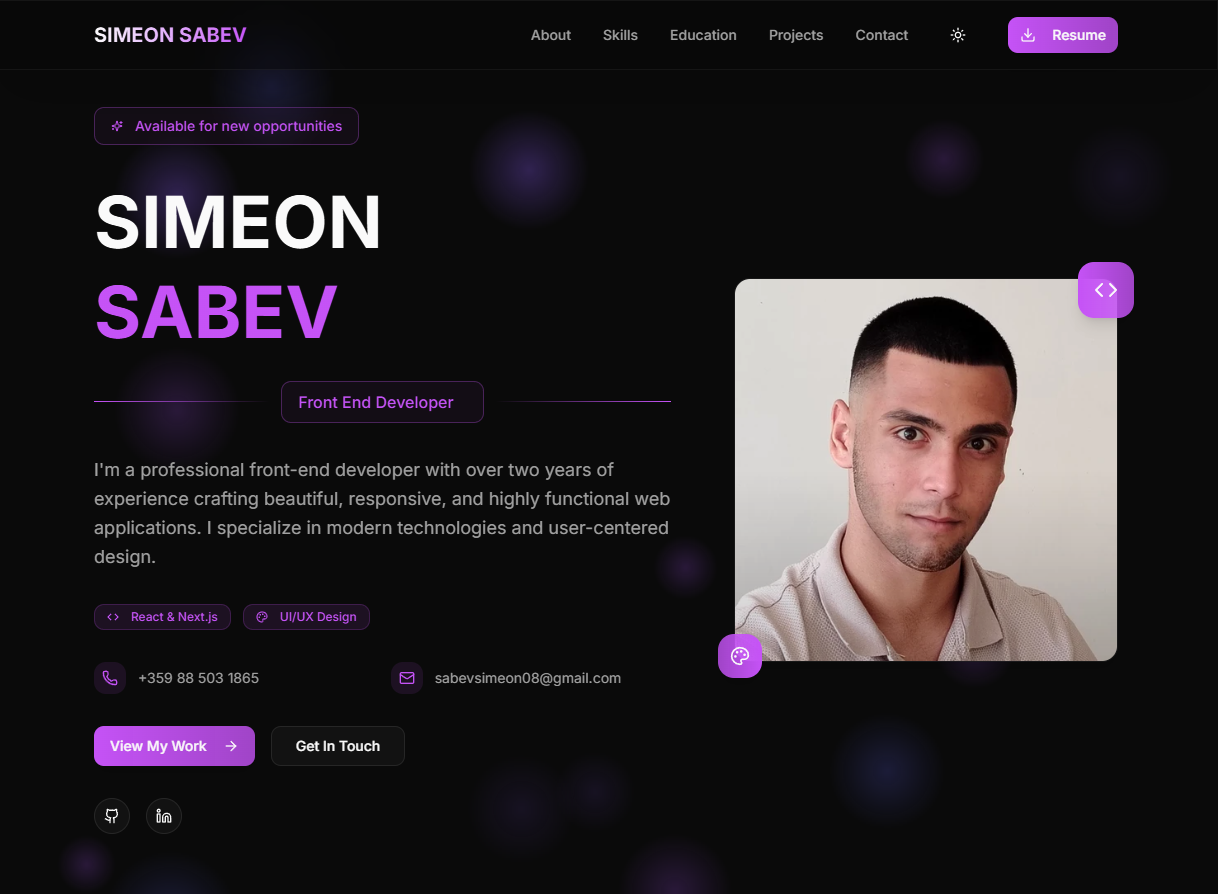 SIMEON SABEV
About
Skills
Education
Projects
Contact
Resume
Available for new opportunities
SIMEON
SABEV
Front End Developer
I'm a professional front-end developer with over two years of
experience crafting beautiful, responsive, and highly functional web
applications. I specialize in modern technologies and user-centered
design.
React & Next.js
UI/UX Design
+359 88 503 1865
sabevsimeon08@gmail.com
View My Work
Get In Touch